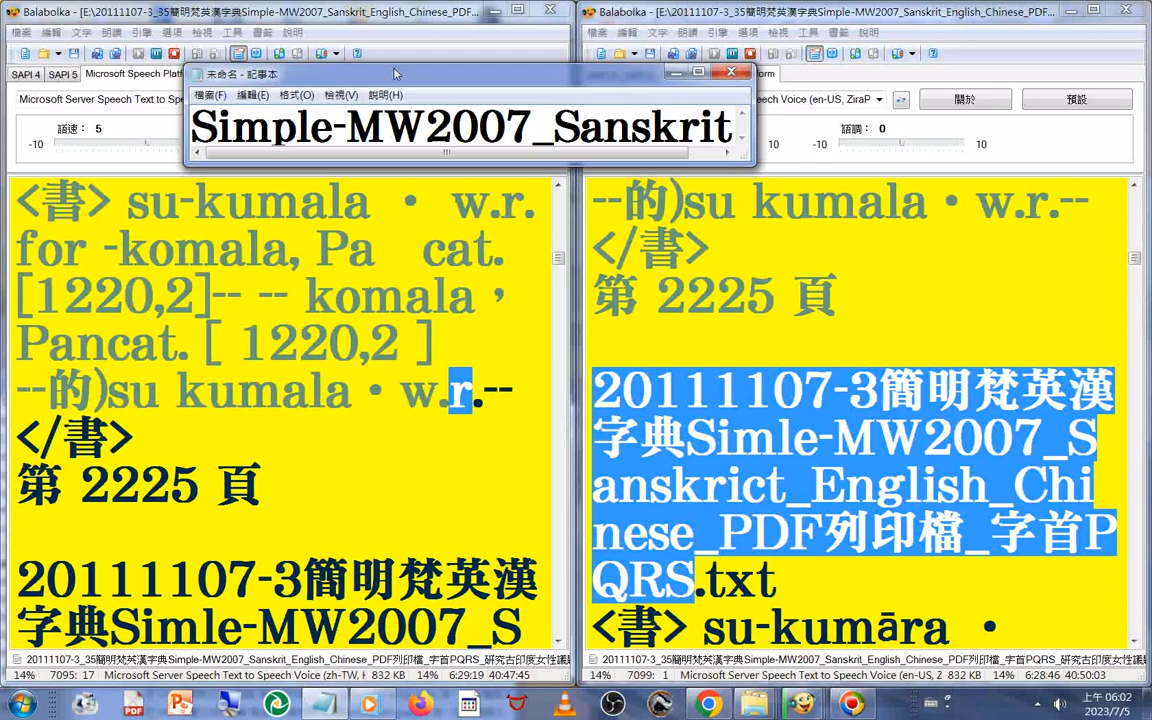 Balabolka - [E:\20111107-3_35簡明梵英漢字典Simple-MW2007_Sanskrit_English_Chinese_PDF...
檔案 編輯 文字 朗讀 引擎 選項 檢視 工具 書籤 說明
SAPI 4 SAPI 5 Microsoft Speech Platf
Microsoft Server Speech Text to Sp
語速： 5
-10
未命名 - 記事本
檔案(F) 編輯(E) 格式(O) 檢視(V) 說明(H)
Simple-MW2007_Sanskrit
Balabolka - [E:\20111107-3_35簡明梵英漢字典Simple-MW2007_Sanskrit_English_Chinese_PDF...
檔案 編輯 文字 朗讀 引擎 選項 檢視 工具 書籤 說明
orm
eech Voice (en-US, ZiraP
關於
預設
語調： 0
-10
10
-10
10
<書> su-kumala ・ w.r.
for -komala, Pa cat.
[1220,2]-- -- komala，
Pancat. [ 1220,2 ]
--的)su kumala・w.r.--
</書>
第 2225 頁
20111107-3簡明梵英漢
字典Simle-MW2007_S
--的)su kumala・w.r.--
</書>
第 2225 頁
20111107-3簡明梵英漢
字典Simle-MW2007_S
anskrict_English_Chi
nese_PDF列印檔_字首P
QRS.txt
<書> su-kumāra ・
20111107-3_35簡明梵英漢字典Simple-MW2007_Sanskrit_English_Chinese_PDF列印檔_字首PQRS_研究古印度女性議
14% 7095: 17 Microsoft Server Speech Text to Speech Voice (zh-TW, H 832 KB 14% 6:29:19 40:47:45
20111107-3_35簡明梵英漢字典Simple-MW2007_Sanskrit_English_Chinese_PDF列印檔_字首PQRS_研究古印度女性議
14% 7099: 1 Microsoft Server Speech Text to Speech Voice (en-US, Z 832 KB 14% 6:28:46 40:50:03
上午 06:02
2023/7/5